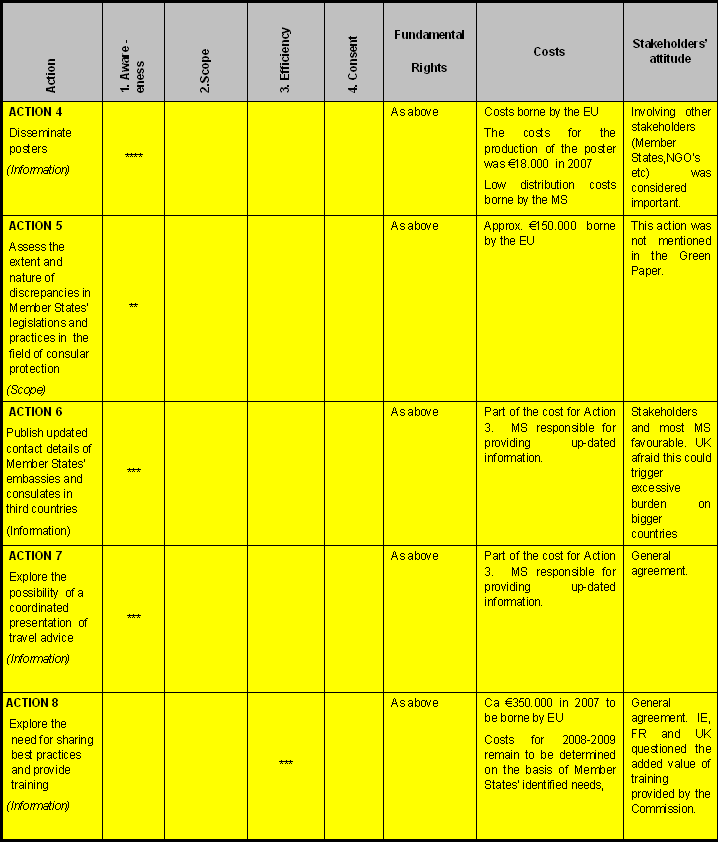 Action
1. Aware -
eness
2.Scope
3. Efficiency
4. Consent
Fundamental
Rights
Costs
Stakeholders'
attitude
ACTION 4
Disseminate
posters
(Information)
****
As above
Costs borne by the EU
The costs for the
production of the poster
was €18.000 in 2007
Low distribution costs
borne by the MS
Involving other
stakeholders
(Member
States,NGO's
etc) was
considered
important.
ACTION 5
Assess the
extent and
nature of
discrepancies in
Member States'
legislations and
practices in the
field of consular
protection
(Scope)
**
As above
Approx. €150.000 borne
by the EU
This action was
not mentioned
in the Green
Paper.
ACTION 6
Publish updated
contact details of
Member States'
embassies and
consulates in
third countries
(Information)
***
As above
Part of the cost for Action
3. MS responsible for
providing up-dated
information.
Stakeholders
and most MS
favourable. UK
afraid this could
trigger
excessive
burden on
bigger
countries
ACTION 7
Explore the
possibility of a
coordinated
presentation of
travel advice
(Information)
***
As above
Part of the cost for Action
3. MS responsible for
providing up-dated
information.
General
agreement.
ACTION 8
Explore the
need for sharing
best practices
and provide
training
(Information)
***
As above
Ca €350.000 in 2007 to
be borne by EU
Costs for 2008-2009
remain to be determined
on the basis of Member
States' identified needs,
General
agreement. IE,
FR and UK
questioned the
added value of
training
provided by the
Commission.